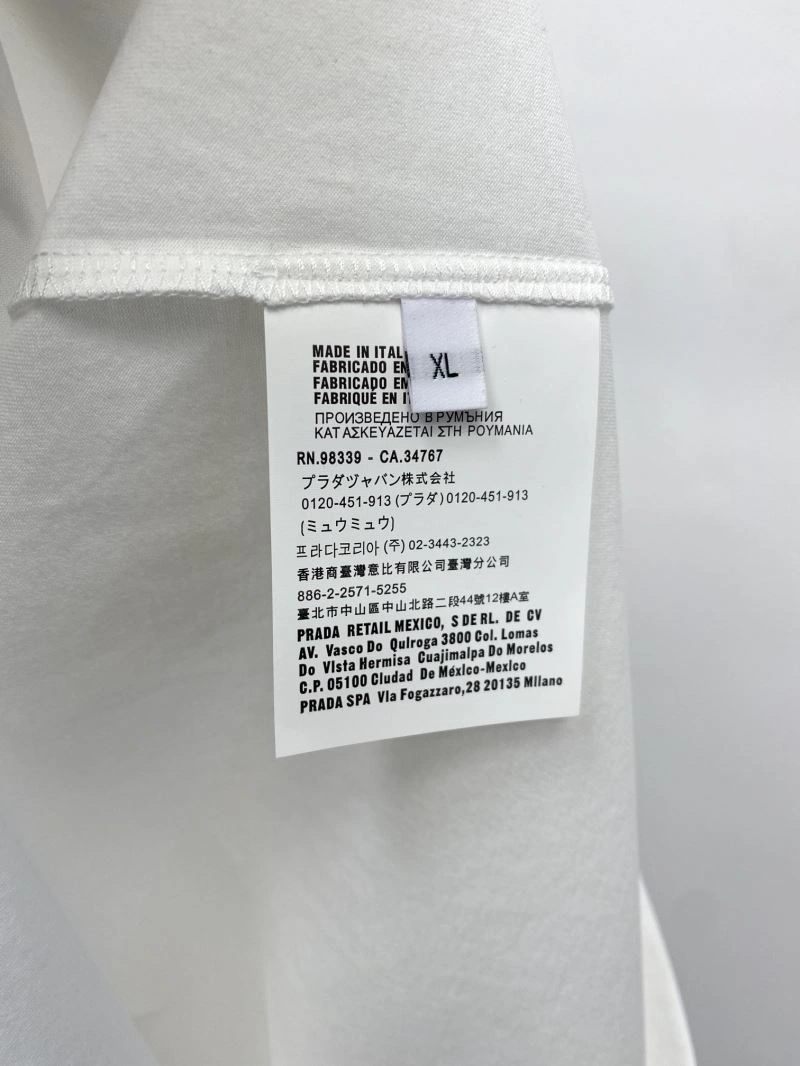 MADE IN ITAL
FABRICADO EN
FABRICADO EM
FABRIQUÉ EN I
XL
ПРОИЗВЕДЕНО В РУМЪНИЯ
ΚΑΤΑΣΚΕΥΑΖΕΤΑΙ ΣΤΗ ΡΟΥΜΑΝΙΑ
RN.98339 - CA.34767
プラダヅャバン株式会社
0120-451-913 (プラダ)0120-451-913
(ミュウミュウ)
프라다코리아 (주) 02-3443-2323
香港商臺灣意比有限公司臺灣分公司
886-2-2571-5255
臺北市中山區中山北路二段44號12樓A室
PRADA RETAIL MEXICO, S DE RL. DE CV
AV. Vasco Do Quiroga 3800 Col. Lomas
Do Vista Hermisa Cuajimalpa Do Morelos
C.P. 05100 Cludad De México-Mexico
PRADA SPA Via Fogazzaro,28 20135 Milano